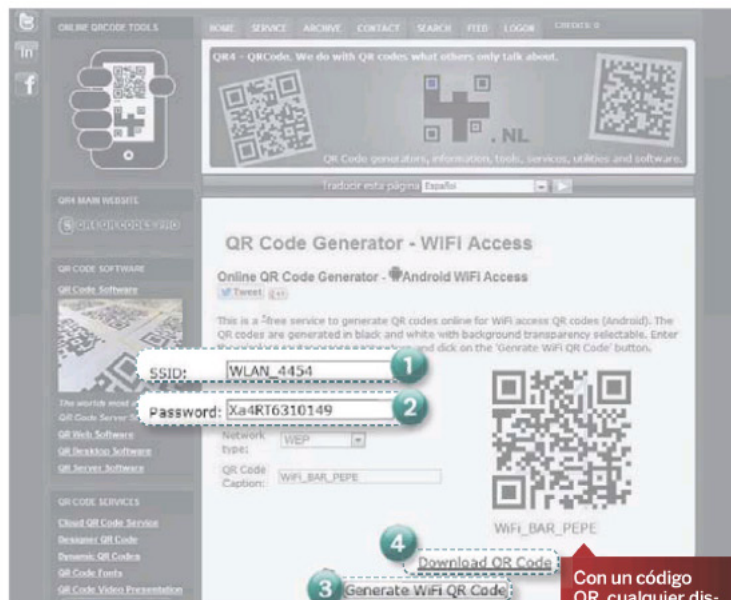 ONLINE QRCODE TOOLS
HOME SERVICE ARCHIVE CONTACT SEARCH FEED LOGON CREDITS: 0
QR4 - QRCode. We do with QR codes what others only talk about.
.NL
QR Code generators, information, tools, services, utilities and software.
Traducir esta página Español
QR4 MAIN WEBSITE
QR CODE SOFTWARE
QR Code Software
The worlds most
QR Code Server
QR Web Software
QR Desktop Software
QR Server Software
QR CODE SERVICES
Cloud QR Code Service
Designer QR Code
Dynamic QR Codes
QR Code Fonts
QR Code Video Presentation
QR Code Generator - WIFI Access
Online QR Code Generator - Android WiFi Access
Tweet
This is a free service to generate QR codes online for WiFi access QR codes (Android). The
QR codes are generated in black and white with background transparency selectable. Enter
and click on the 'Genrate WiFi QR Code' button.
SSID: WLAN_4454 1
Password: Xa4RT6310149 2
Network type: WEP
QR Code Caption: WiFi_BAR_PEPE
WiFi_BAR_PEPE
4 Download QR Code
3 Generate WiFi QR Code
Con un código
QR, cualquier dis-